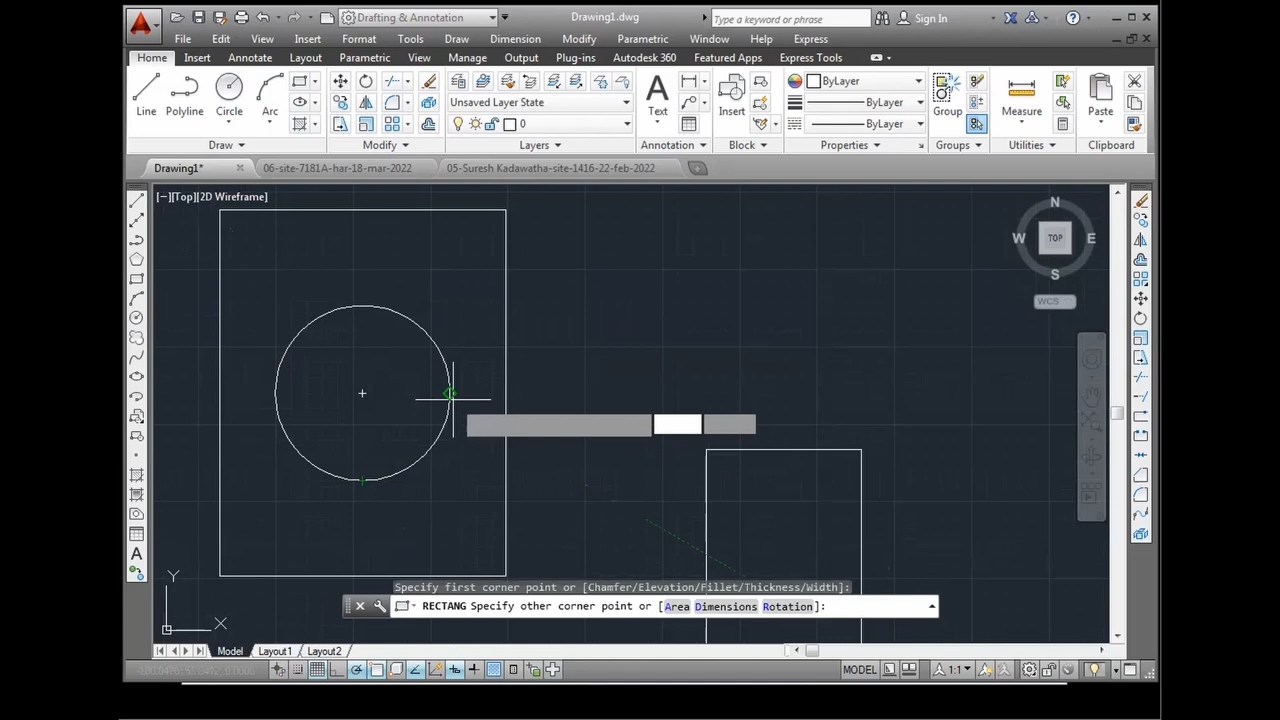 Drafting & Annotation
Drawing1.dwg
Type a keyword or phrase
Sign In
File Edit View Insert Format Tools Draw Dimension Modify Parametric Window Help Express
Home Insert Annotate Layout Parametric View Manage Output Plug-ins Autodesk 360 Featured Apps Express Tools
Unsaved Layer State
ByLayer
ByLayer
ByLayer
0
Line Polyline Circle Arc Text Insert Group Measure Paste
Draw Modify Layers Annotation Block Properties Groups Utilities Clipboard
Drawing1* 06-site-7181A-har-18-mar-2022 05-Suresh Kadawatha-site-1416-22-feb-2022
[−][Top][2D Wireframe]
N
W TOP E
S
WCS
A
Y
X
Specify first corner point or [Chamfer/Elevation/Fillet/Thickness/Width]:
RECTANG Specify other corner point or [Area Dimensions Rotation]:
Model Layout1 Layout2
MODEL
1:1